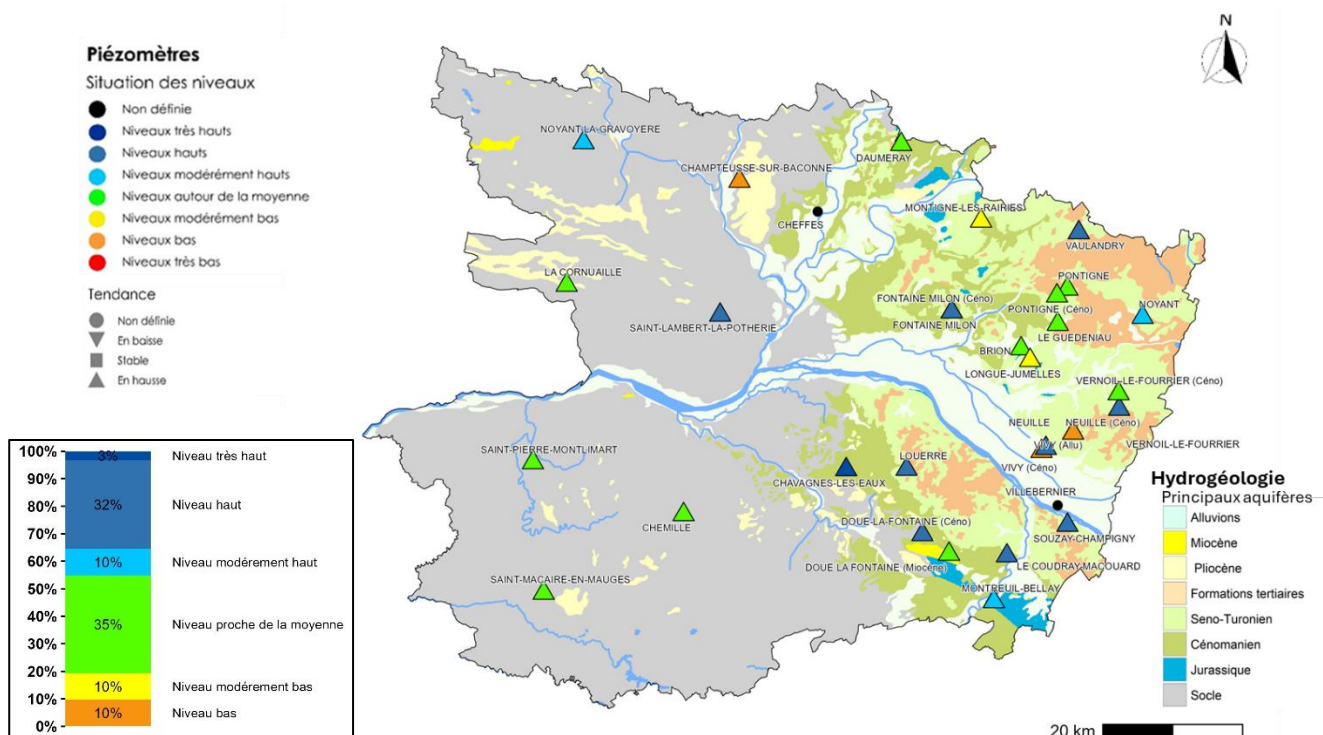 Piézomètres
Situation des niveaux
Non définie
Niveaux très hauts
Niveaux hauts
Niveaux modérément hauts
Niveaux autour de la moyenne
Niveaux modérément bas
Niveaux bas
Niveaux très bas
Tendance
Non définie
En baisse
Stable
En hausse
N
NOYANT-LA-GRAVOYERE
CHAMPTEUSSE-SUR-BACONNE
DAUMERAY
CHEFFES
MONTIGNE-LES-RAIRIES
VAULANDRY
LA CORNUAILLE
PONTIGNE
FONTAINE MILON (Céno)
PONTIGNE (Céno)
NOYANT
SAINT-LAMBERT-LA-POTHERIE
FONTAINE MILON
LE GUEDENIAU
BRION
LONGUE-JUMELLES
VERNOIL-LE-FOURRIER (Céno)
NEUILLE
NEUILLE (Céno)
VIVY (Allu)
VERNOIL-LE-FOURRIER
SAINT-PIERRE-MONTLIMART
LOUERRE
VIVY (Céno)
CHAVAGNES-LES-EAUX
VILLEBERNIER
CHEMILLE
DOUE-LA-FONTAINE (Céno)
SOUZAY-CHAMPIGNY
DOUE LA FONTAINE (Miocène)
LE COUDRAY-MACOUARD
SAINT-MACAIRE-EN-MAUGES
MONTREUIL-BELLAY
100%
90%
80%
70%
60%
50%
40%
30%
20%
10%
0%
3%
Niveau très haut
32%
Niveau haut
10%
Niveau modérement haut
35%
Niveau proche de la moyenne
10%
Niveau modérement bas
10%
Niveau bas
Hydrogéologie
Principaux aquifères
Alluvions
Miocène
Pliocène
Formations tertiaires
Seno-Turonien
Cénomanien
Jurassique
Socle
20 km